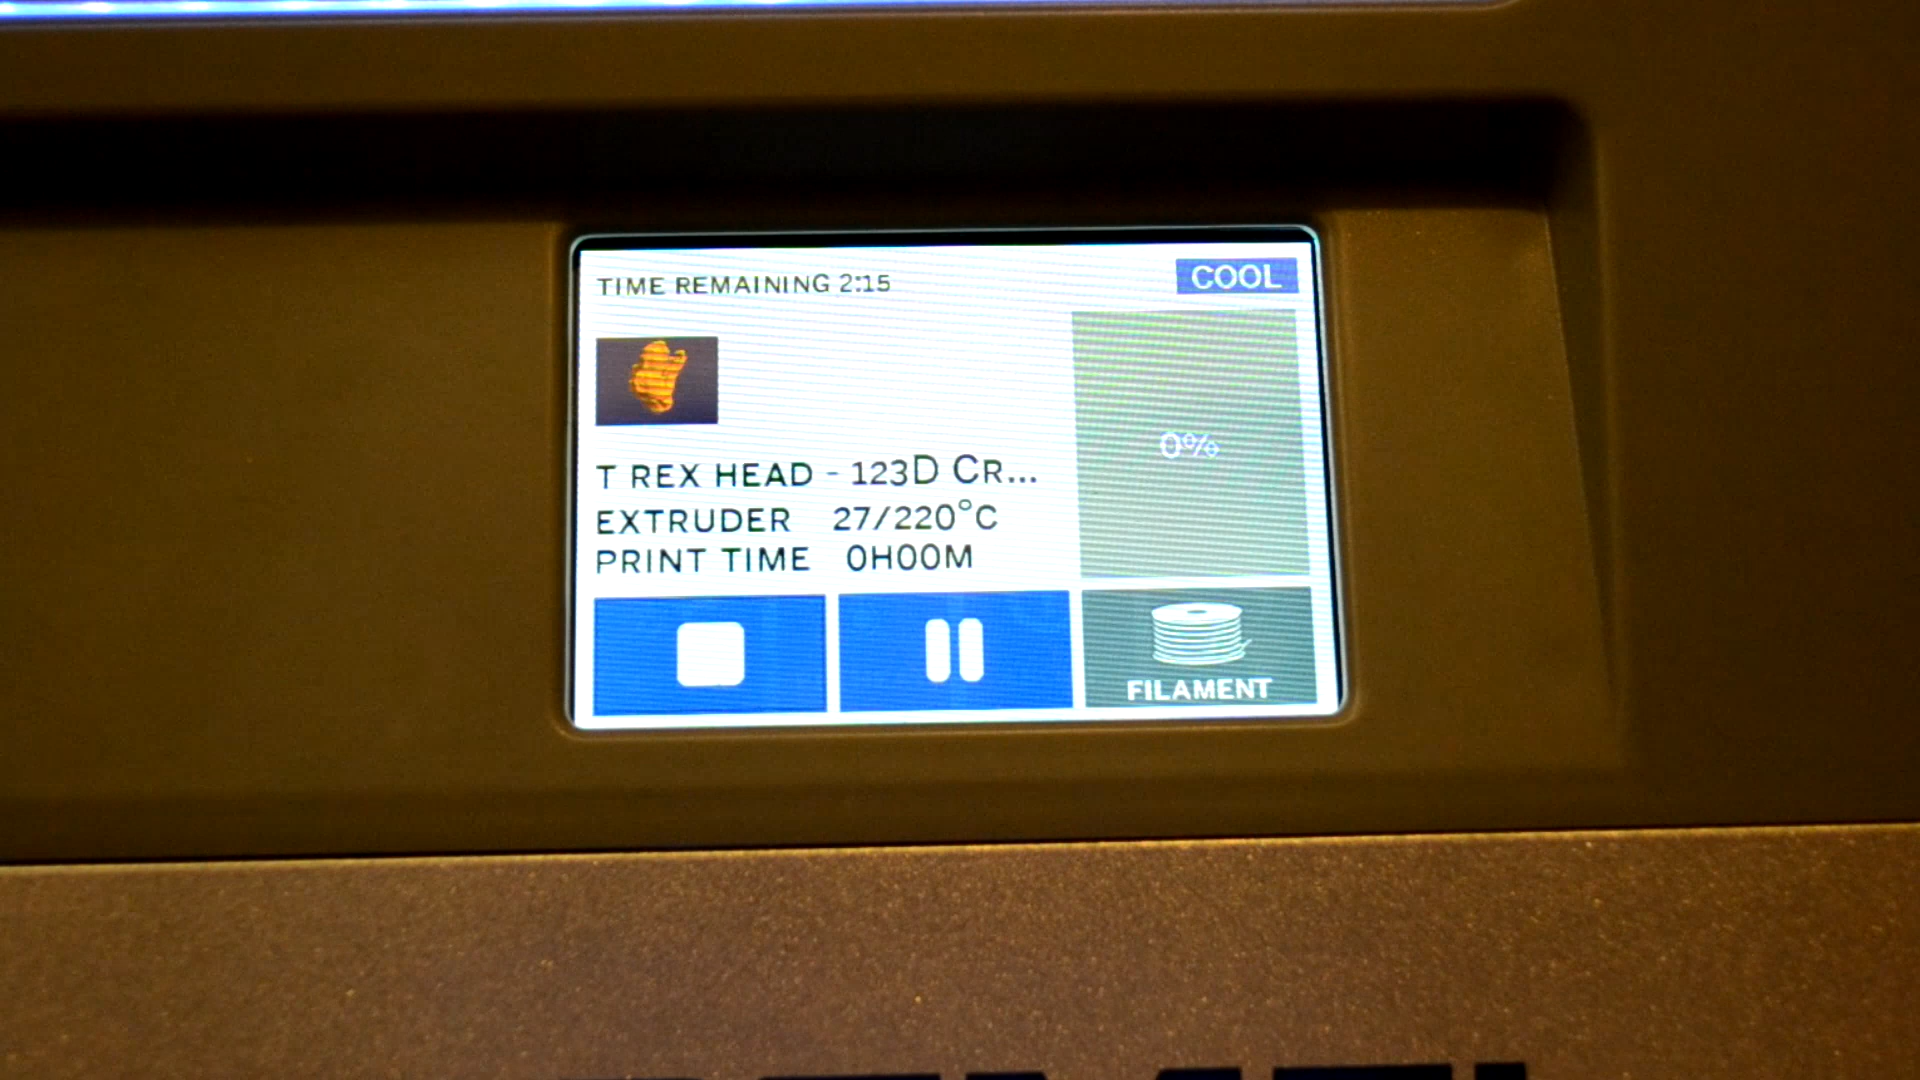 TIME REMAINING 2:15
COOL
0%
T REX HEAD - 123D CR...
EXTRUDER 27/220°C
PRINT TIME 0H00M
FILAMENT